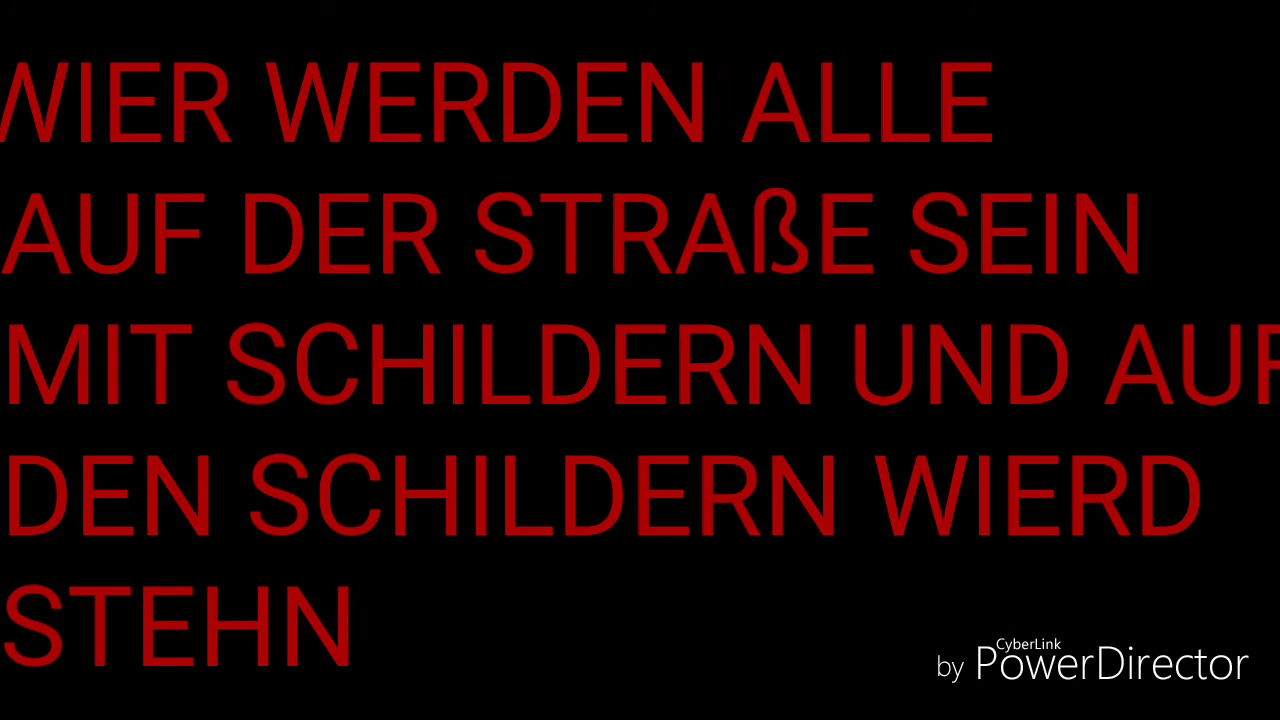 WIER WERDEN ALLE
AUF DER STRAßE SEIN
MIT SCHILDERN UND AUF
DEN SCHILDERN WIERD
STEHN
by CyberLink PowerDirector